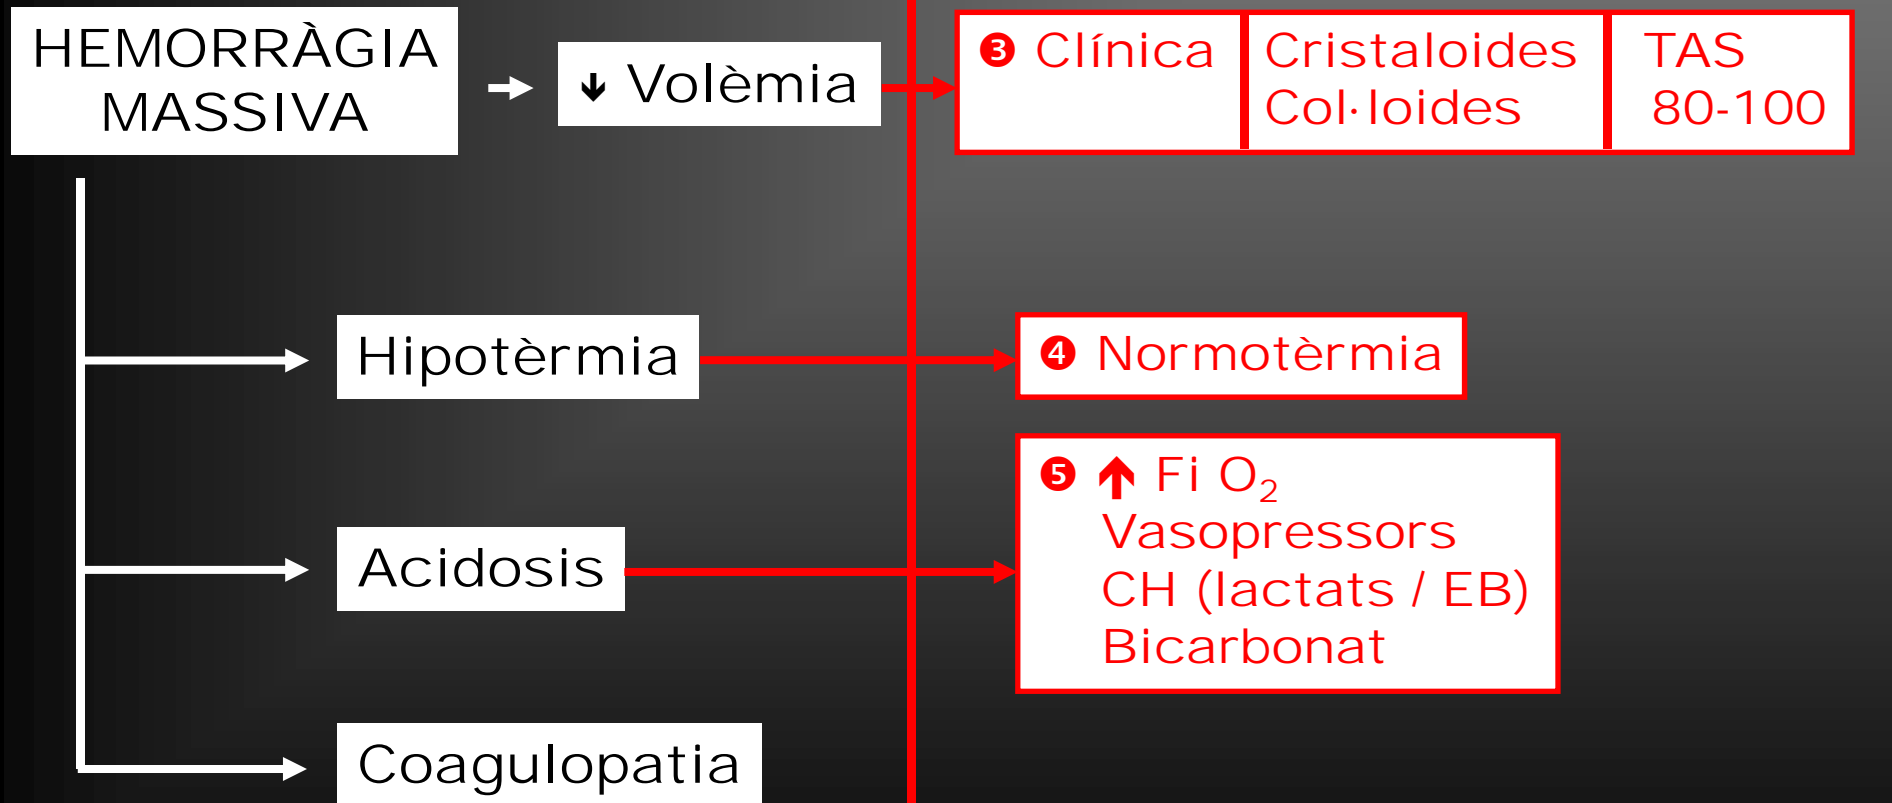 HEMORRÀGIA
MASSIVA
↓ Volèmia
❸ Clínica
Cristaloides
Col·loides
TAS
80-100
Hipotèrmia
❹ Normotèrmia
Acidosis
❺ ↑ Fi O₂
Vasopressors
CH (lactats / EB)
Bicarbonat
Coagulopatia